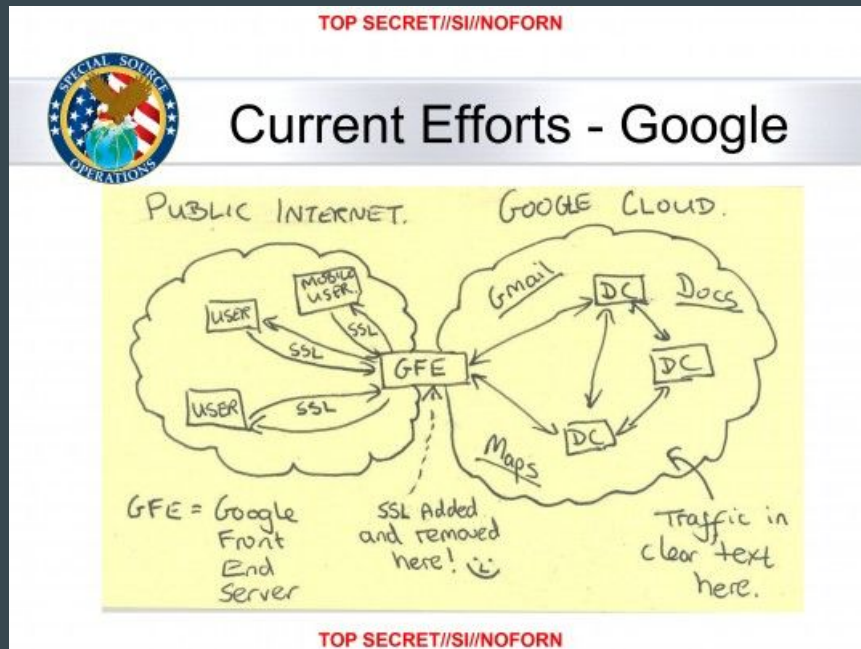 TOP SECRET//SI//NOFORN
SPECIAL SOURCE
OPERATIONS
Current Efforts - Google
PUBLIC INTERNET.
GOOGLE CLOUD.
MOBILE
USER.
USER
SSL
SSL
USER
SSL
GFE
Gmail
DC
Docs
DC
DC
Maps
GFE = Google
Front
End
Server
SSL Added
and removed
here!
Traffic in
clear text
here.
TOP SECRET//SI//NOFORN